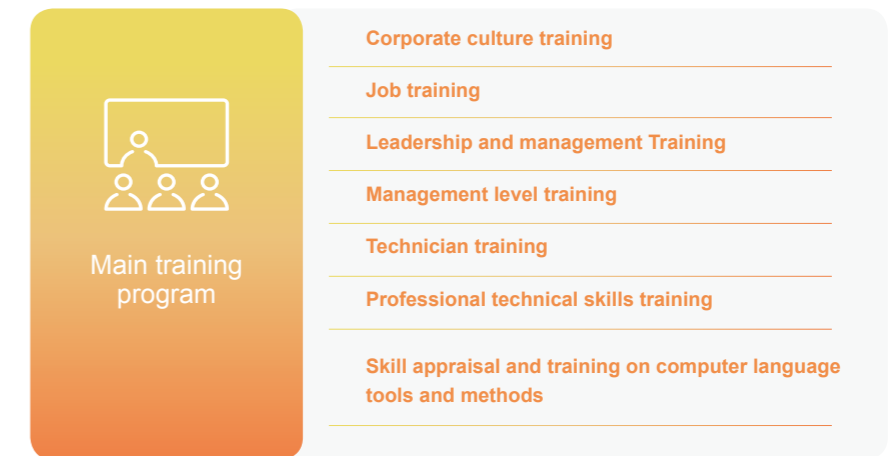 Main training
program
Corporate culture training
Job training
Leadership and management Training
Management level training
Technician training
Professional technical skills training
Skill appraisal and training on computer language
tools and methods